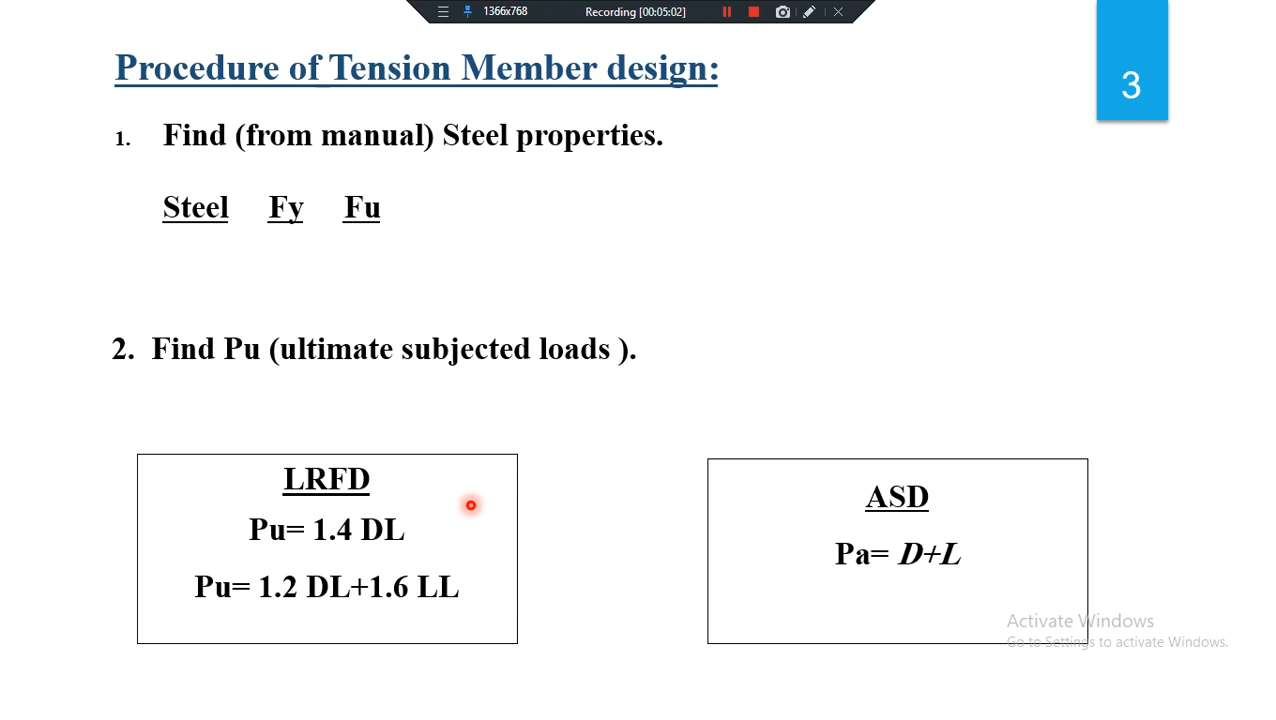 1366x768 Recording [00:05:02]
Procedure of Tension Member design:
3
1. Find (from manual) Steel properties.
Steel Fy Fu
2. Find Pu (ultimate subjected loads ).
LRFD
Pu= 1.4 DL
Pu= 1.2 DL+1.6 LL
ASD
Pa= D+L
Activate Windows
Go to Settings to activate Windows.